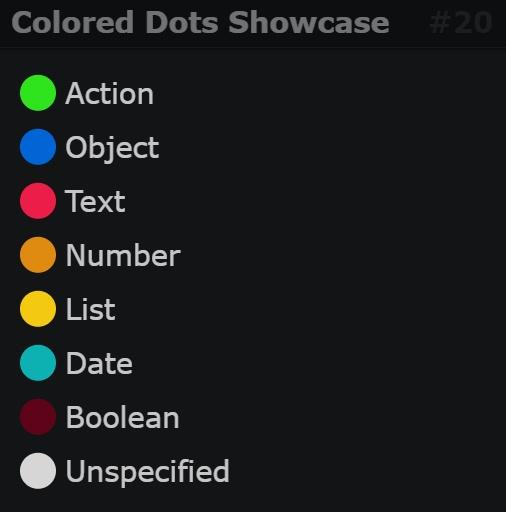 Colored Dots Showcase #20
Action
Object
Text
Number
List
Date
Boolean
Unspecified